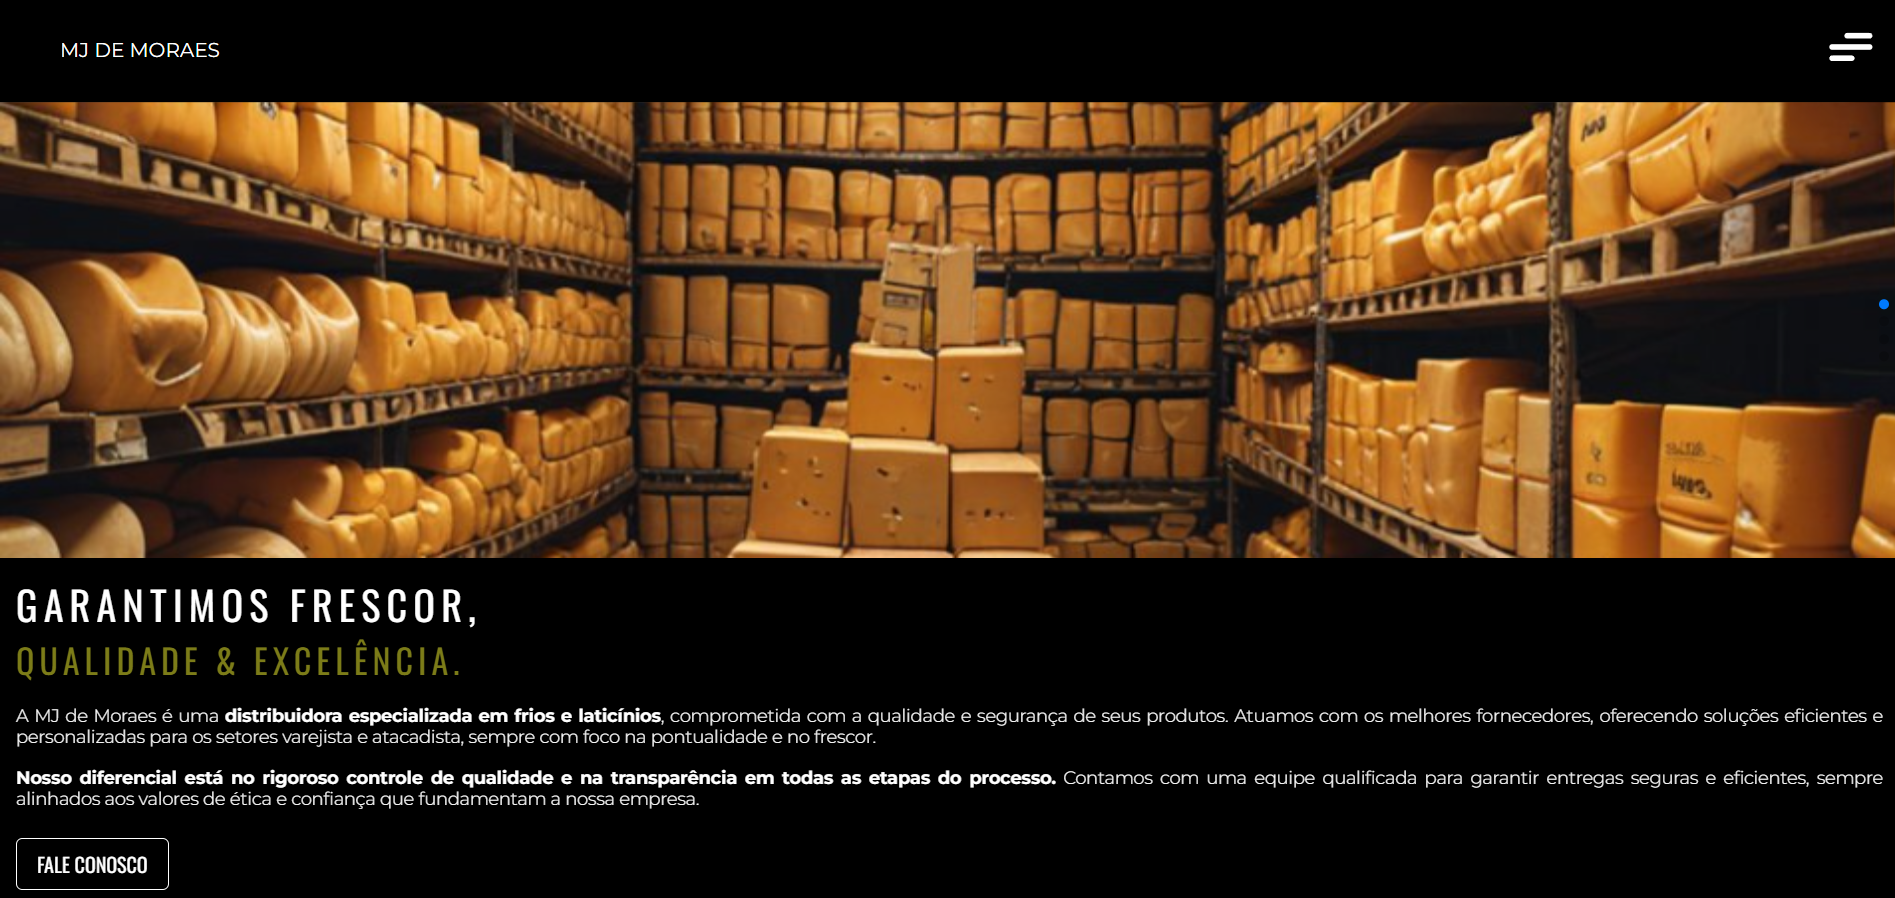 MJ DE MORAES
GARANTIMOS FRESCOR,
QUALIDADE & EXCELÊNCIA.
A MJ de Moraes é uma distribuidora especializada em frios e laticínios, comprometida com a qualidade e segurança de seus produtos. Atuamos com os melhores fornecedores, oferecendo soluções eficientes e
personalizadas para os setores varejista e atacadista, sempre com foco na pontualidade e no frescor.
Nosso diferencial está no rigoroso controle de qualidade e na transparência em todas as etapas do processo. Contamos com uma equipe qualificada para garantir entregas seguras e eficientes, sempre
alinhados aos valores de ética e confiança que fundamentam a nossa empresa.
FALE CONOSCO